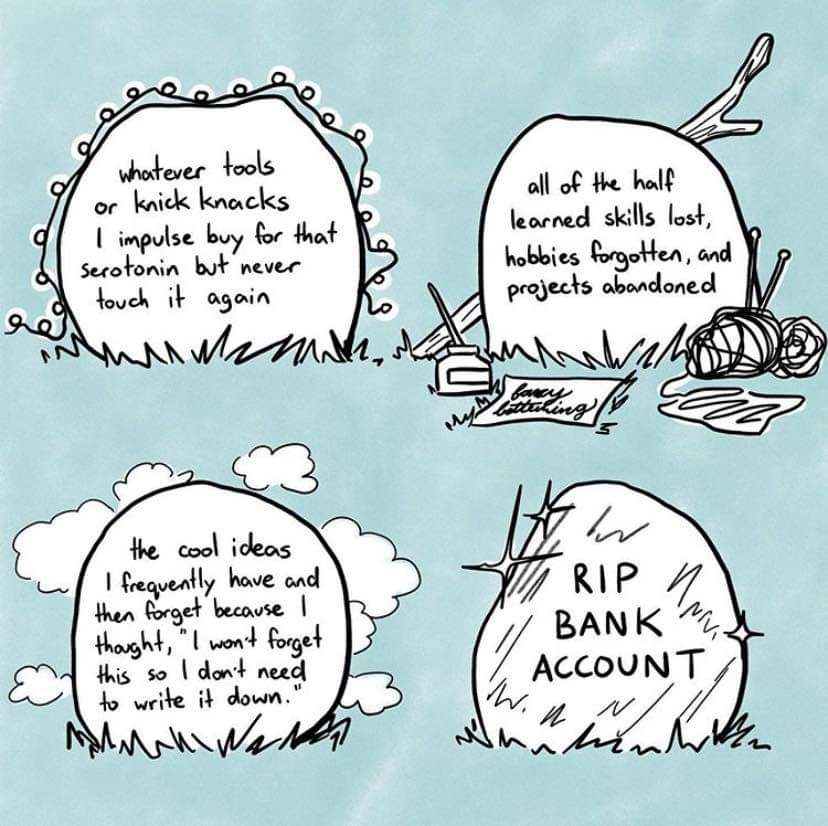 whatever tools
or knick knacks
I impulse buy for that
serotonin but never
touch it again
all of the half
learned skills lost,
hobbies forgotten, and
projects abandoned
fancy
lettering
the cool ideas
I frequently have and
then forget because I
thought, "I won't forget
this so I don't need
to write it down."
RIP
BANK
ACCOUNT